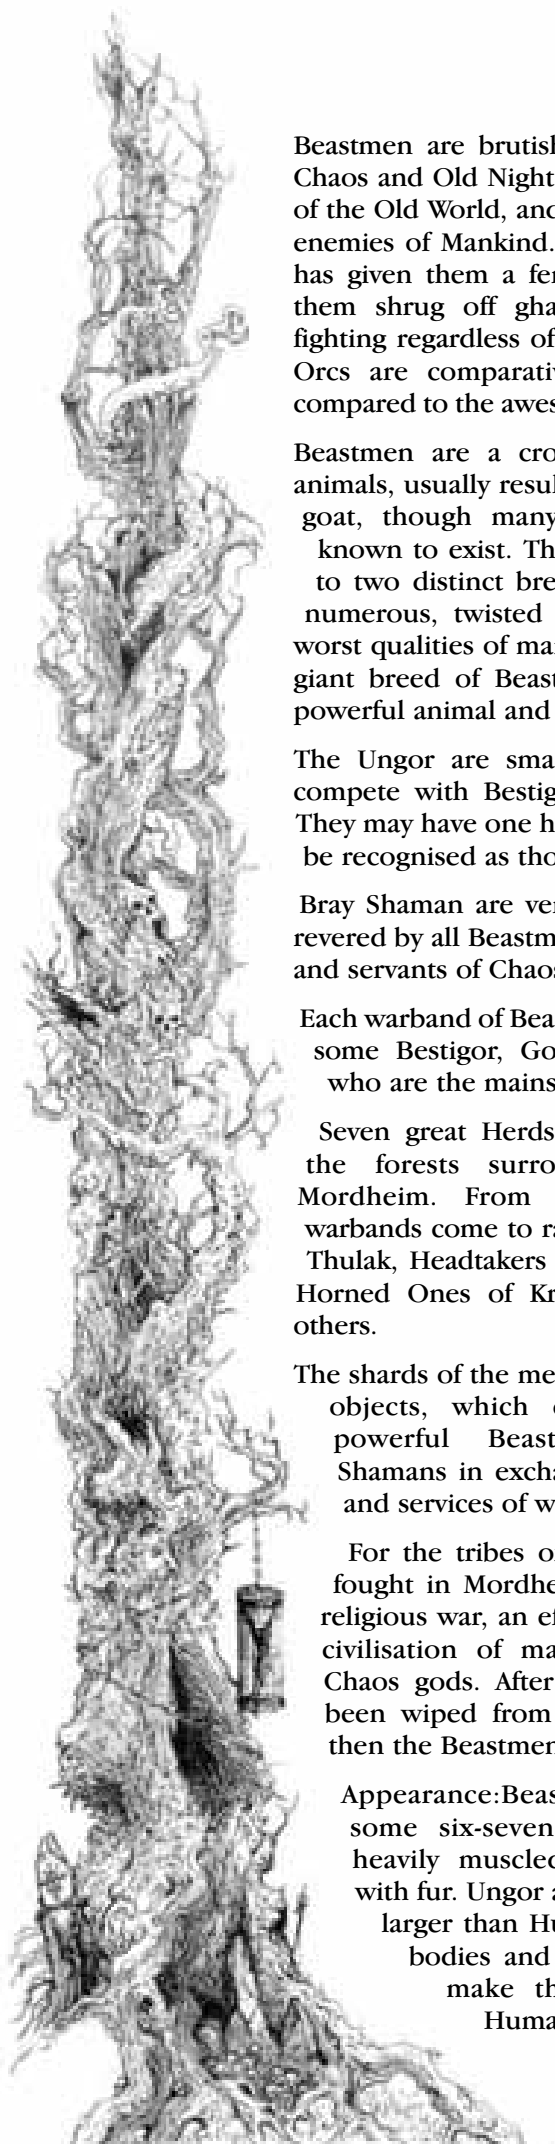 Beastmen are brutish
Chaos and Old Night
of the Old World, and
enemies of Mankind.
has given them a fer
them shrug off gha
fighting regardless of
Orcs are comparativ
compared to the awes
Beastmen are a cro
animals, usually resul
goat, though many
known to exist. Th
to two distinct bre
numerous, twisted
worst qualities of ma
giant breed of Beast
powerful animal and
The Ungor are sma
compete with Bestig
They may have one h
be recognised as tho
Bray Shaman are ver
revered by all Beastm
and servants of Chaos
Each warband of Bea
some Bestigor, Go
who are the mains
Seven great Herds
the forests surro
Mordheim. From
warbands come to ra
Thulak, Headtakers
Horned Ones of Kr
others.
The shards of the me
objects, which
powerful Beast
Shamans in excha
and services of w
For the tribes o
fought in Mordhe
religious war, an ef
civilisation of ma
Chaos gods. After
been wiped from
then the Beastmen
Appearance:Beas
some six-seven
heavily muscled
with fur. Ungor a
larger than Hu
bodies and
make th
Huma